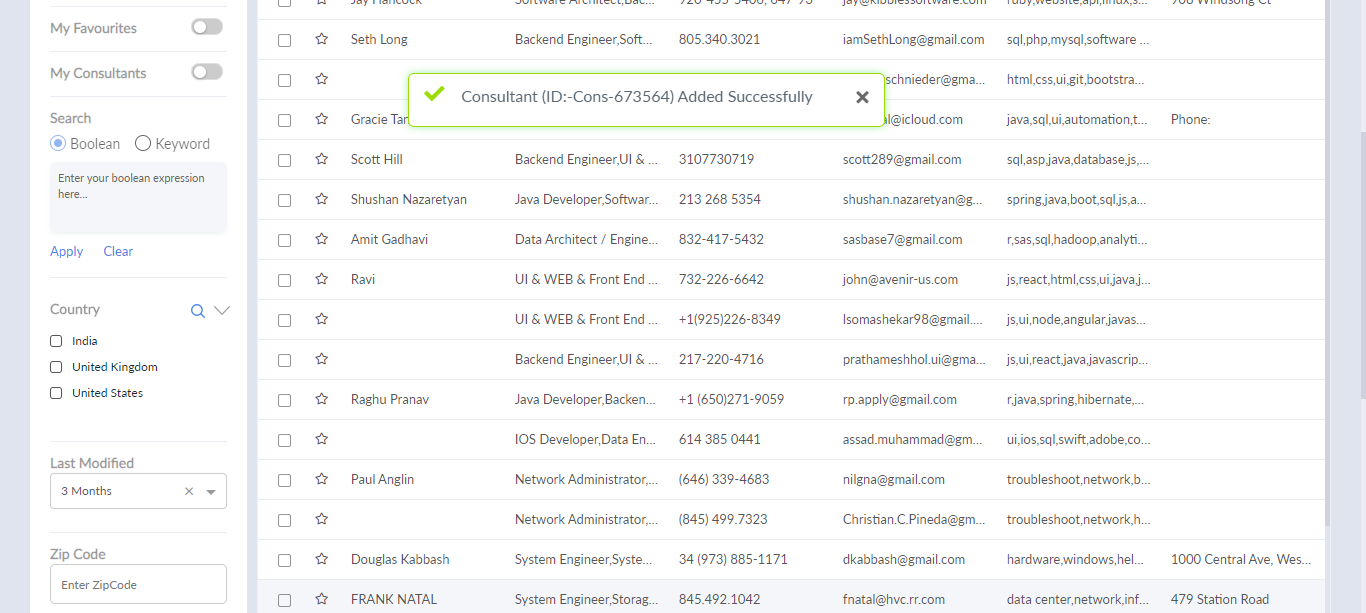 Jay Hancock Software Architect,Bac... jay@kibblessoftware.com ruby,website,api,linux,s... 908 Windsong Ct
My Favourites
Seth Long Backend Engineer,Soft... 805.340.3021 iamSethLong@gmail.com sql,php,mysql,software ...
My Consultants
schnieder@gma... html,css,ui,git,bootstra...
Consultant (ID:-Cons-673564) Added Successfully
Search
Gracie Tan al@icloud.com java,sql,ui,automation,t... Phone:
Boolean Keyword
Scott Hill Backend Engineer,UI & ... 3107730719 scott289@gmail.com sql,asp,java,database,js,...
Enter your boolean expression
here...
Shushan Nazaretyan Java Developer,Softwar... 213 268 5354 shushan.nazaretyan@g... spring,java,boot,sql,js,a...
Amit Gadhavi Data Architect / Engine... 832-417-5432 sasbase7@gmail.com r,sas,sql,hadoop,analyti...
Apply Clear
Ravi UI & WEB & Front End ... 732-226-6642 john@avenir-us.com js,react,html,css,ui,java,j...
Country
UI & WEB & Front End ... +1(925)226-8349 lsomashekar98@gmail.... js,ui,node,angular,javas...
India
Backend Engineer,UI & ... 217-220-4716 prathameshhol.ui@gma... js,ui,react,java,javascrip...
United Kingdom
United States
Raghu Pranav Java Developer,Backen... +1 (650)271-9059 rp.apply@gmail.com r,java,spring,hibernate,...
IOS Developer,Data En... 614 385 0441 assad.muhammad@gm... ui,ios,sql,swift,adobe,co...
Last Modified
Paul Anglin Network Administrator,... (646) 339-4683 nilgna@gmail.com troubleshoot,network,b...
3 Months
Network Administrator,... (845) 499.7323 Christian.C.Pineda@gm... troubleshoot,network,h...
Zip Code
Douglas Kabbash System Engineer,Syste... 34 (973) 885-1171 dkabbash@gmail.com hardware,windows,hel... 1000 Central Ave, Wes...
Enter ZipCode
FRANK NATAL System Engineer,Storag... 845.492.1042 fnatal@hvc.rr.com data center,network,inf... 479 Station Road